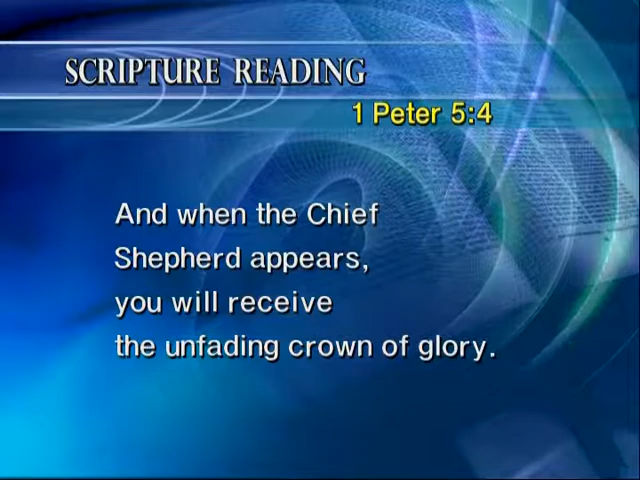 SCRIPTURE READING
1 Peter 5:4
And when the Chief
Shepherd appears,
you will receive
the unfading crown of glory.